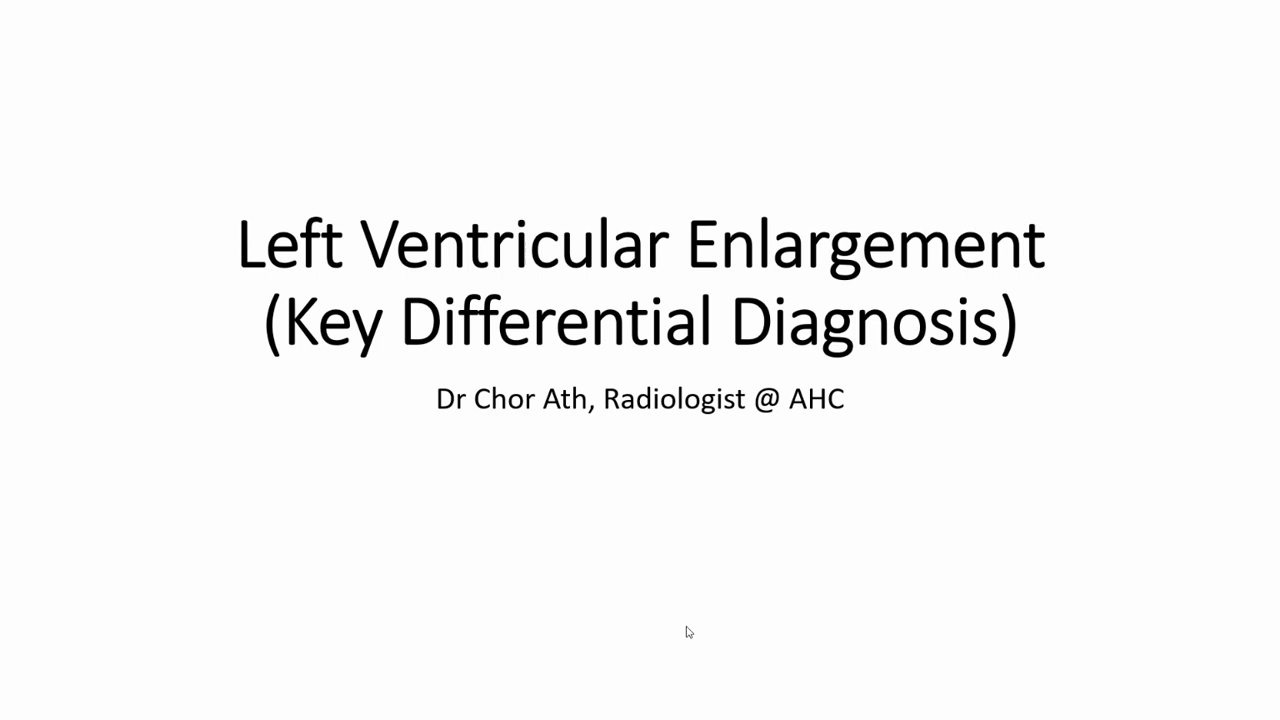 Left Ventricular Enlargement
(Key Differential Diagnosis)
Dr Chor Ath, Radiologist @ AHC